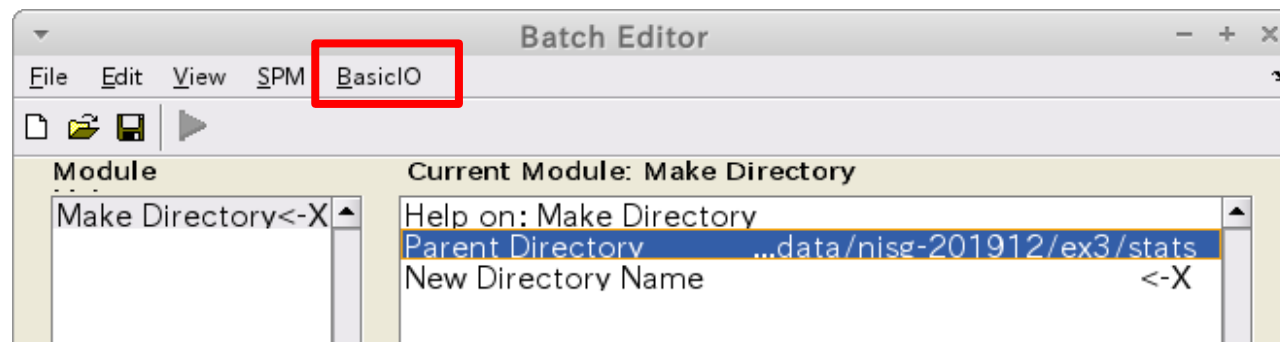 Batch Editor
File Edit View SPM BasicIO
Module
Current Module: Make Directory
Make Directory<-X
Help on: Make Directory
Parent Directory ...data/nisg-201912/ex3/stats
New Directory Name <-X